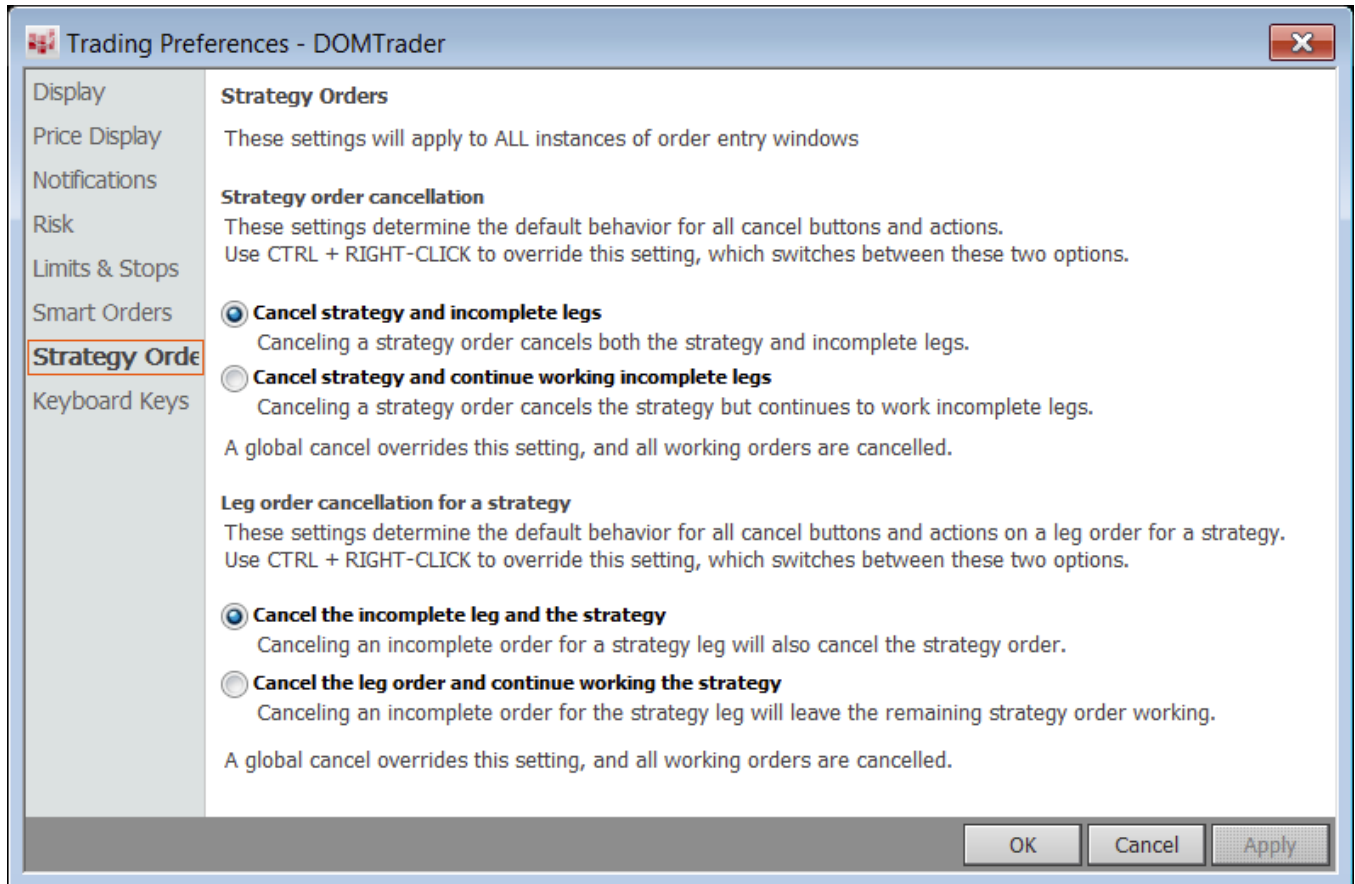 Trading Preferences - DOMTrader
Display
Price Display
Notifications
Risk
Limits & Stops
Smart Orders
Strategy Orde
Keyboard Keys
Strategy Orders
These settings will apply to ALL instances of order entry windows
Strategy order cancellation
These settings determine the default behavior for all cancel buttons and actions.
Use CTRL + RIGHT-CLICK to override this setting, which switches between these two options.
Cancel strategy and incomplete legs
Canceling a strategy order cancels both the strategy and incomplete legs.
Cancel strategy and continue working incomplete legs
Canceling a strategy order cancels the strategy but continues to work incomplete legs.
A global cancel overrides this setting, and all working orders are cancelled.
Leg order cancellation for a strategy
These settings determine the default behavior for all cancel buttons and actions on a leg order for a strategy.
Use CTRL + RIGHT-CLICK to override this setting, which switches between these two options.
Cancel the incomplete leg and the strategy
Canceling an incomplete order for a strategy leg will also cancel the strategy order.
Cancel the leg order and continue working the strategy
Canceling an incomplete order for the strategy leg will leave the remaining strategy order working.
A global cancel overrides this setting, and all working orders are cancelled.
OK Cancel Apply